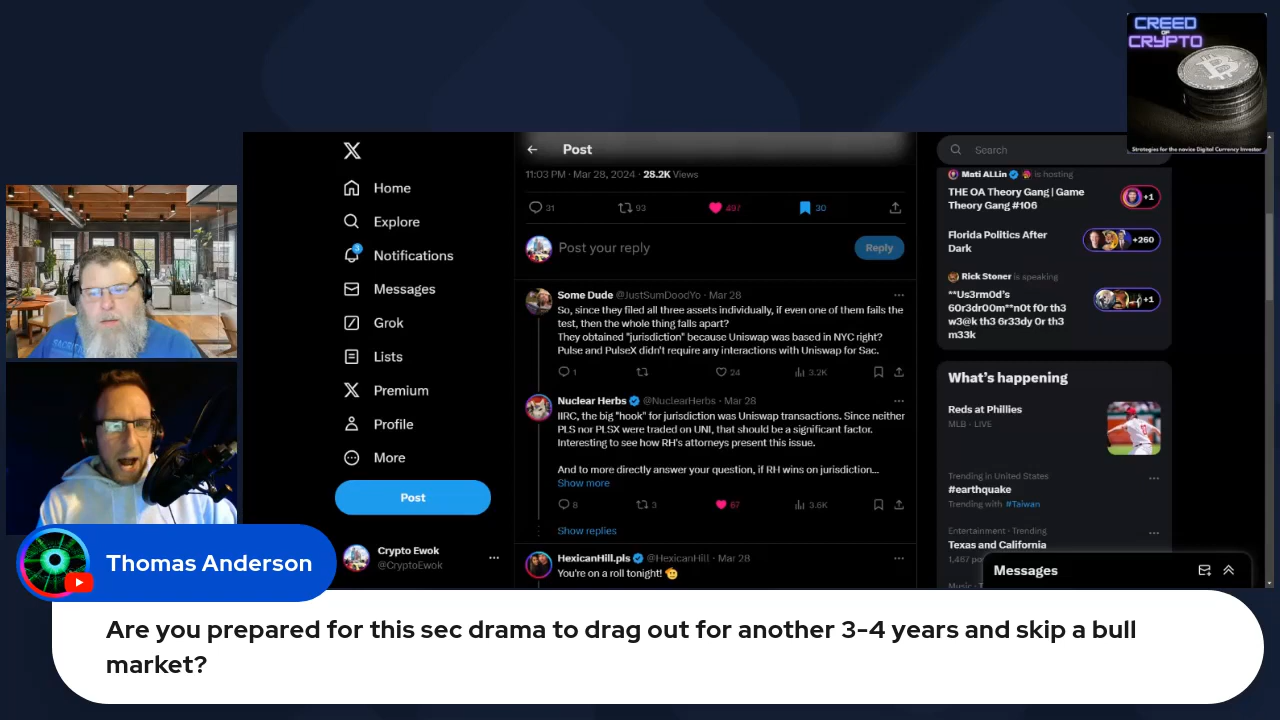 CREED
OF
CRYPTO
Strategies for the novice Digital Currency Investor
Home
Explore
3
Notifications
Messages
Grok
Lists
Premium
Profile
More
Post
Crypto Ewok
@CryptoEwok
Post
11:03 PM · Mar 28, 2024 · 28.2K Views
31 93 497 30
Post your reply
Reply
Some Dude @JustSumDoodYo · Mar 28
So, since they filed all three assets individually, if even one of them fails the
test, then the whole thing falls apart?
They obtained "jurisdiction" because Uniswap was based in NYC right?
Pulse and PulseX didn't require any interactions with Uniswap for Sac.
1 24 3.2K
Nuclear Herbs @NuclearHerbs · Mar 28
IIRC, the big "hook" for jurisdiction was Uniswap transactions. Since neither
PLS nor PLSX were traded on UNI, that should be a significant factor.
Interesting to see how RH's attorneys present this issue.
And to more directly answer your question, if RH wins on jurisdiction...
Show more
8 3 67 3.6K
Show replies
HexicanHill.pls @HexicanHill · Mar 28
You're on a roll tonight!
Search
Mati ALLin is hosting
THE OA Theory Gang | Game
Theory Gang #106
+1
Florida Politics After
Dark
+260
Rick Stoner is speaking
**Us3rm0d's
60r3dr00m**n0t f0r th3
w3@k th3 6r33dy 0r th3
m33k
+1
What's happening
Reds at Phillies
MLB · LIVE
Trending in United States
#earthquake
Trending with #Taiwan
Entertainment · Trending
Texas and California
Messages
Thomas Anderson
Are you prepared for this sec drama to drag out for another 3-4 years and skip a bull
market?